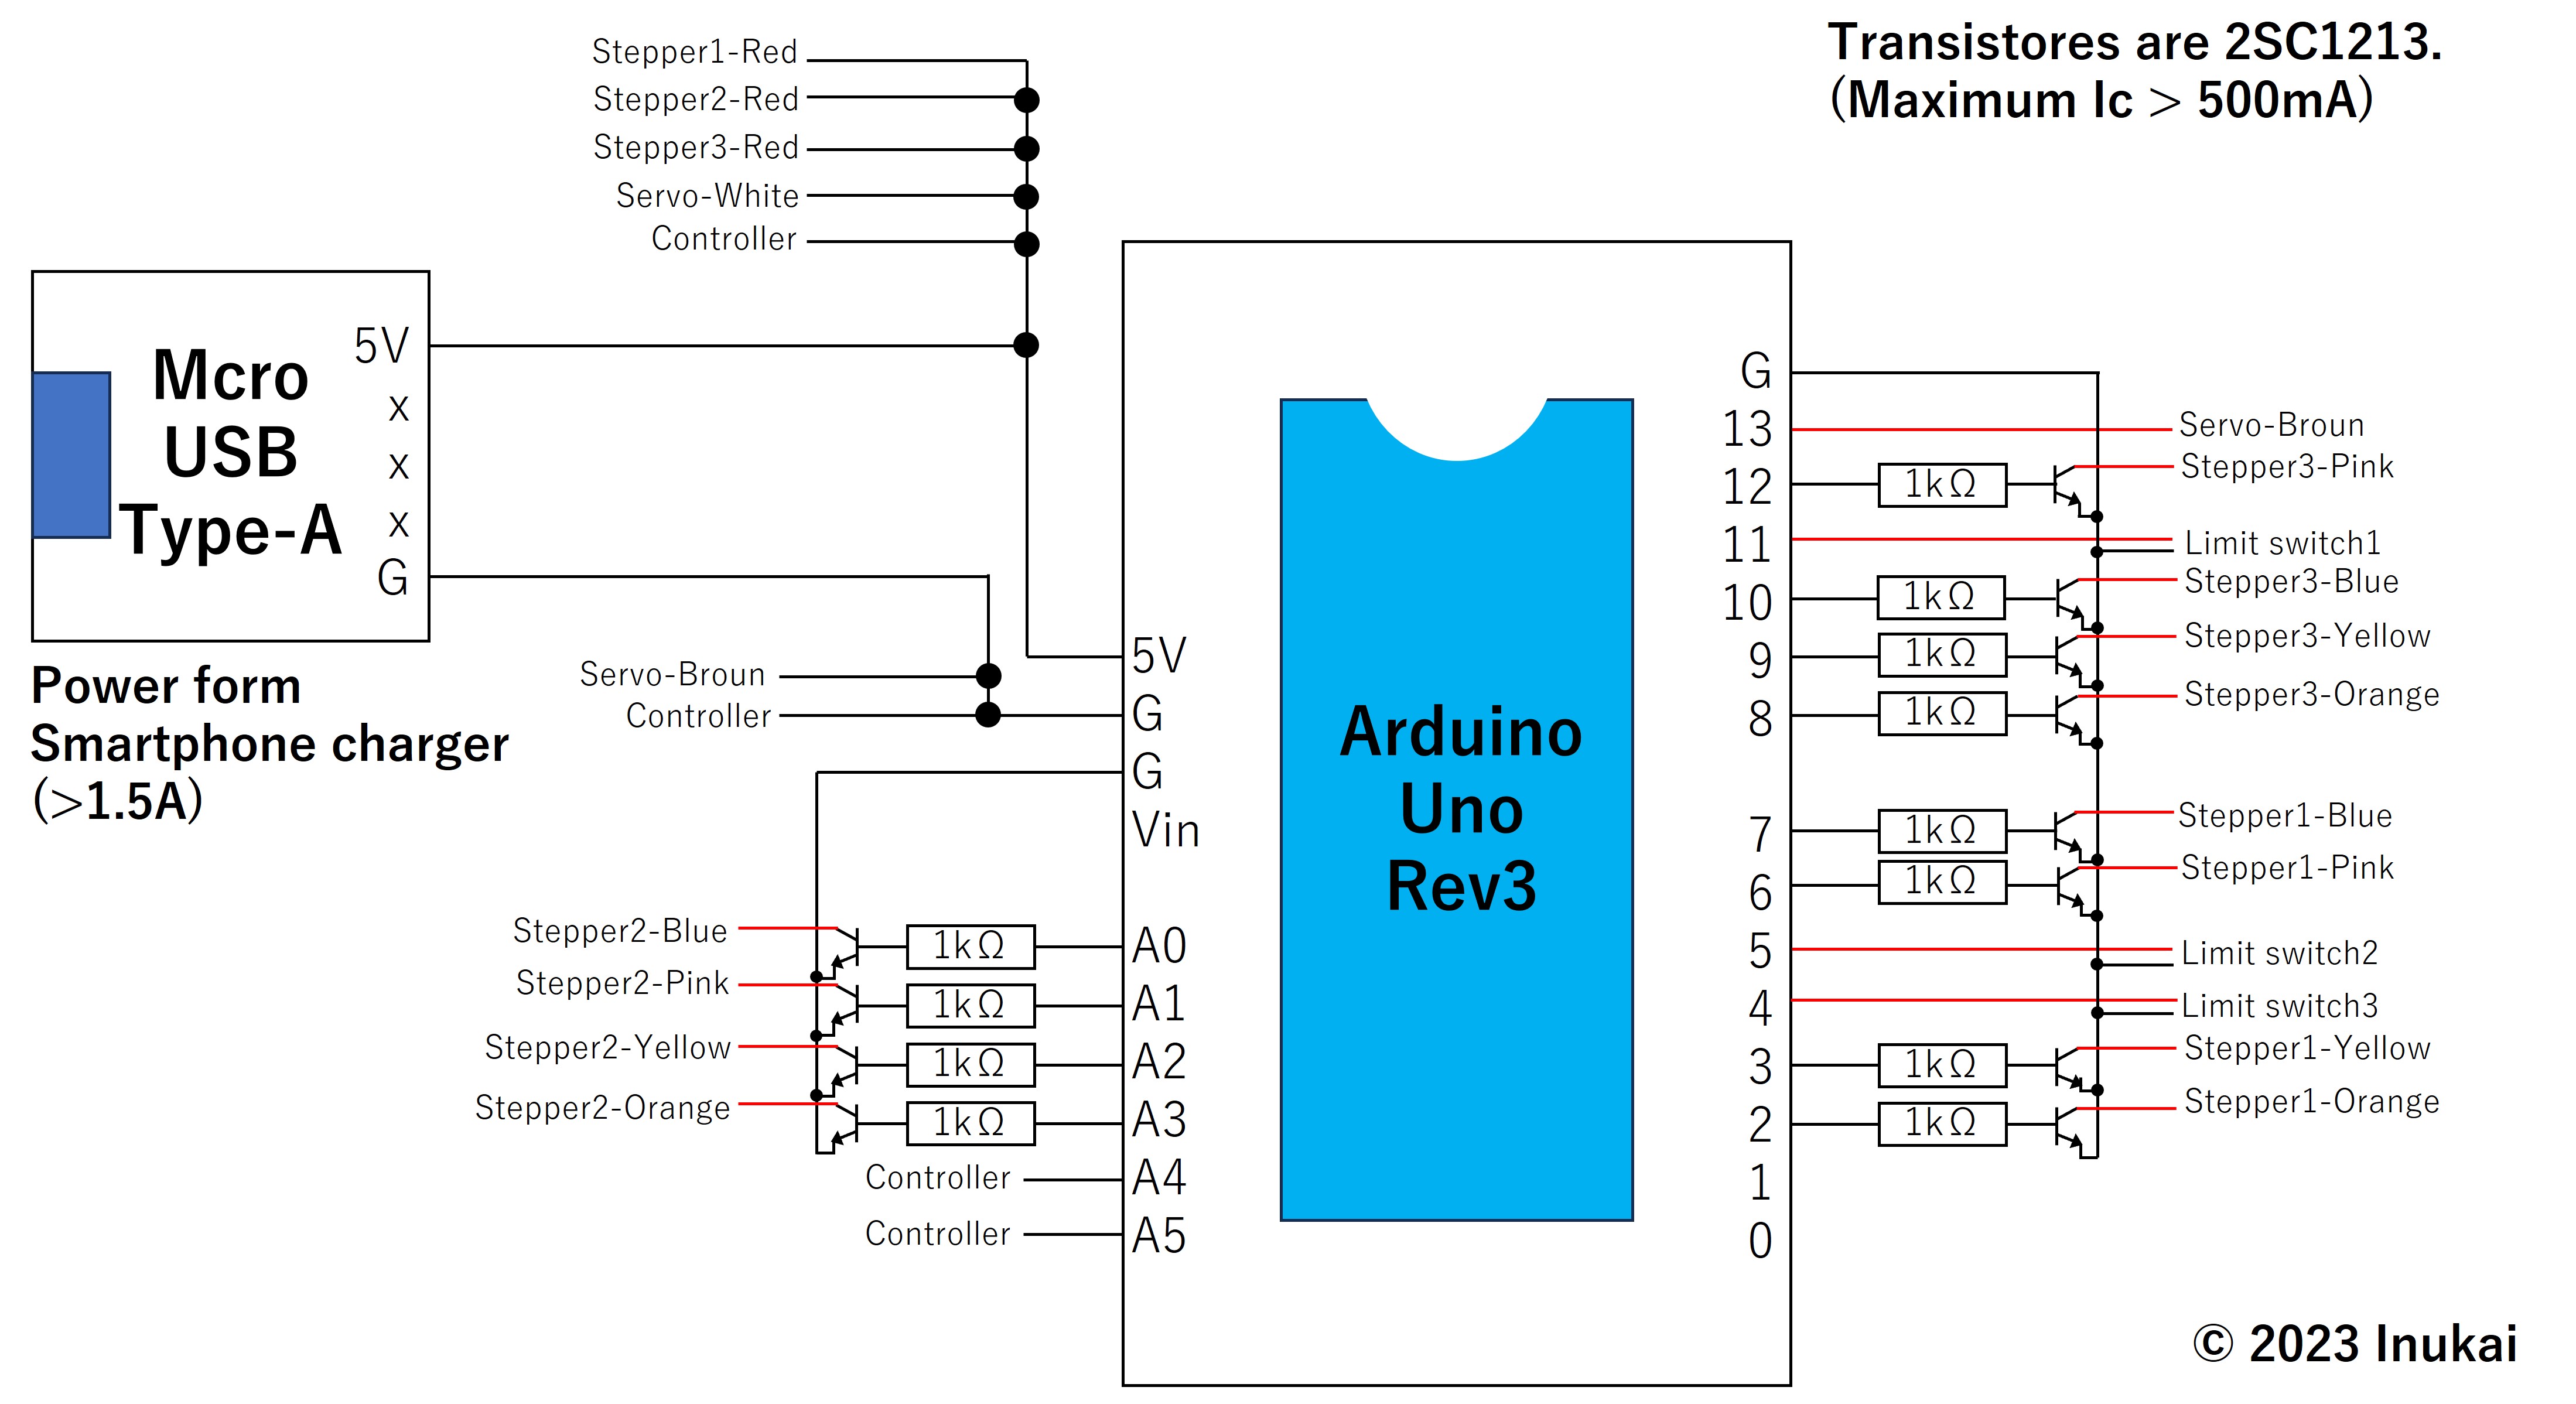 Transistores are 2SC1213.
(Maximum Ic > 500mA)
Stepper1-Red
Stepper2-Red
Stepper3-Red
Servo-White
Controller
Mcro
USB
Type-A
5V
x
x
x
G
Power form
Smartphone charger
(>1.5A)
Servo-Broun
Controller
5V
G
G
Vin
Stepper2-Blue
1kΩ
A0
Stepper2-Pink
1kΩ
A1
Stepper2-Yellow
1kΩ
A2
Stepper2-Orange
1kΩ
A3
Controller
A4
Controller
A5
Arduino
Uno
Rev3
G
13
Servo-Broun
12
1kΩ
Stepper3-Pink
11
Limit switch1
10
1kΩ
Stepper3-Blue
9
1kΩ
Stepper3-Yellow
8
1kΩ
Stepper3-Orange
7
1kΩ
Stepper1-Blue
6
1kΩ
Stepper1-Pink
5
Limit switch2
4
Limit switch3
3
1kΩ
Stepper1-Yellow
2
1kΩ
Stepper1-Orange
1
0
© 2023 Inukai